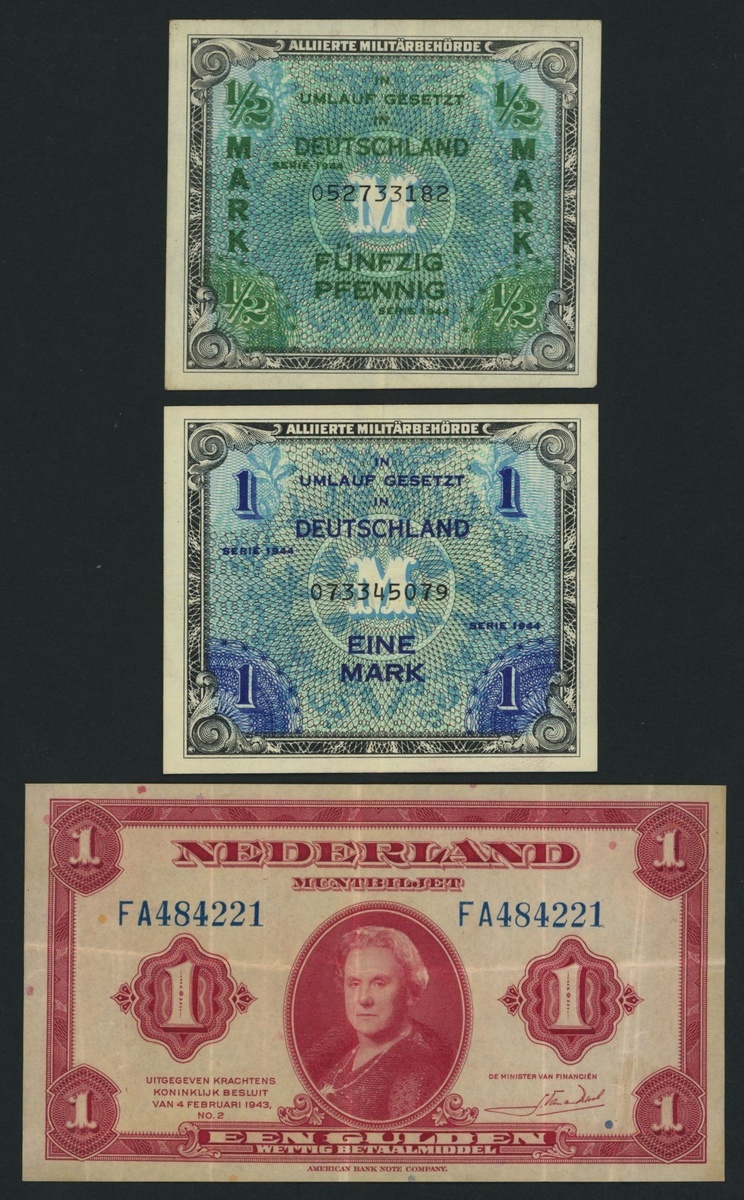 ALLIIERTE MILITÄRBEHÖRDE
IN
1/2 UMLAUF GESETZT 1/2
IN
MARK DEUTSCHLAND MARK
SERIE 1944
052733182
M
FÜNFZIG
1/2 PFENNIG 1/2
SERIE 1944
ALLIIERTE MILITÄRBEHÖRDE
IN
1 UMLAUF GESETZT 1
IN
DEUTSCHLAND
SERIE 1944
073345079
M
SERIE 1944
EINE
1 MARK 1
1 NEDERLAND 1
MUNTBILJET
FA484221 FA484221
1 1
UITGEGEVEN KRACHTENS
KONINKLIJK BESLUIT
VAN 4 FEBRUARI 1943,
NO. 2
DE MINISTER VAN FINANCIËN
1 EEN GULDEN 1
WETTIG BETAALMIDDEL
AMERICAN BANK NOTE COMPANY.